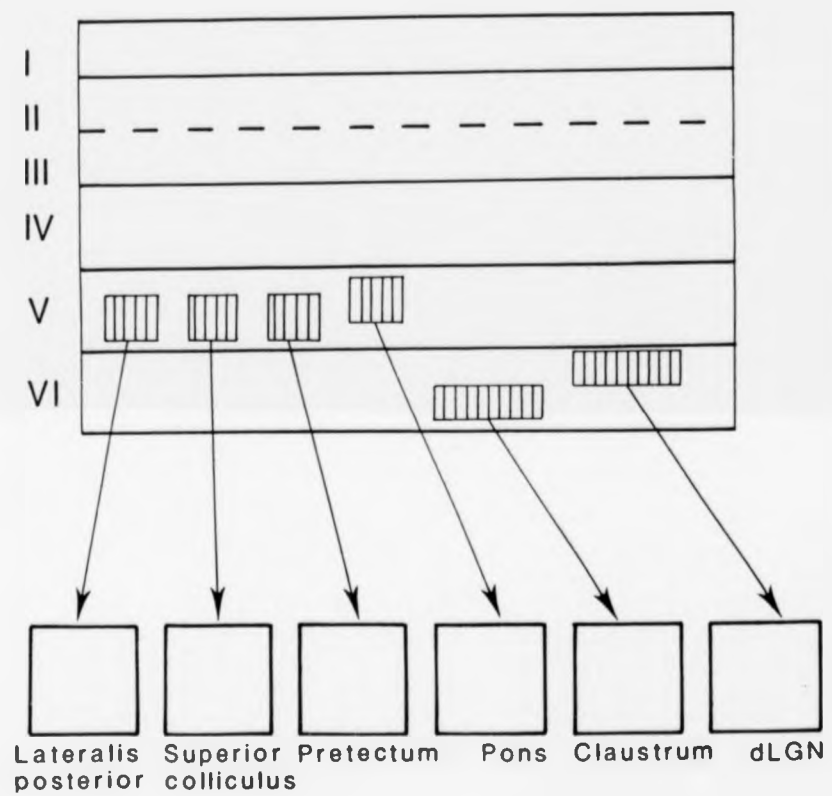 I
II
III
IV
V
VI
Lateralis Superior Pretectum Pons Claustrum dLGN
posterior colliculus